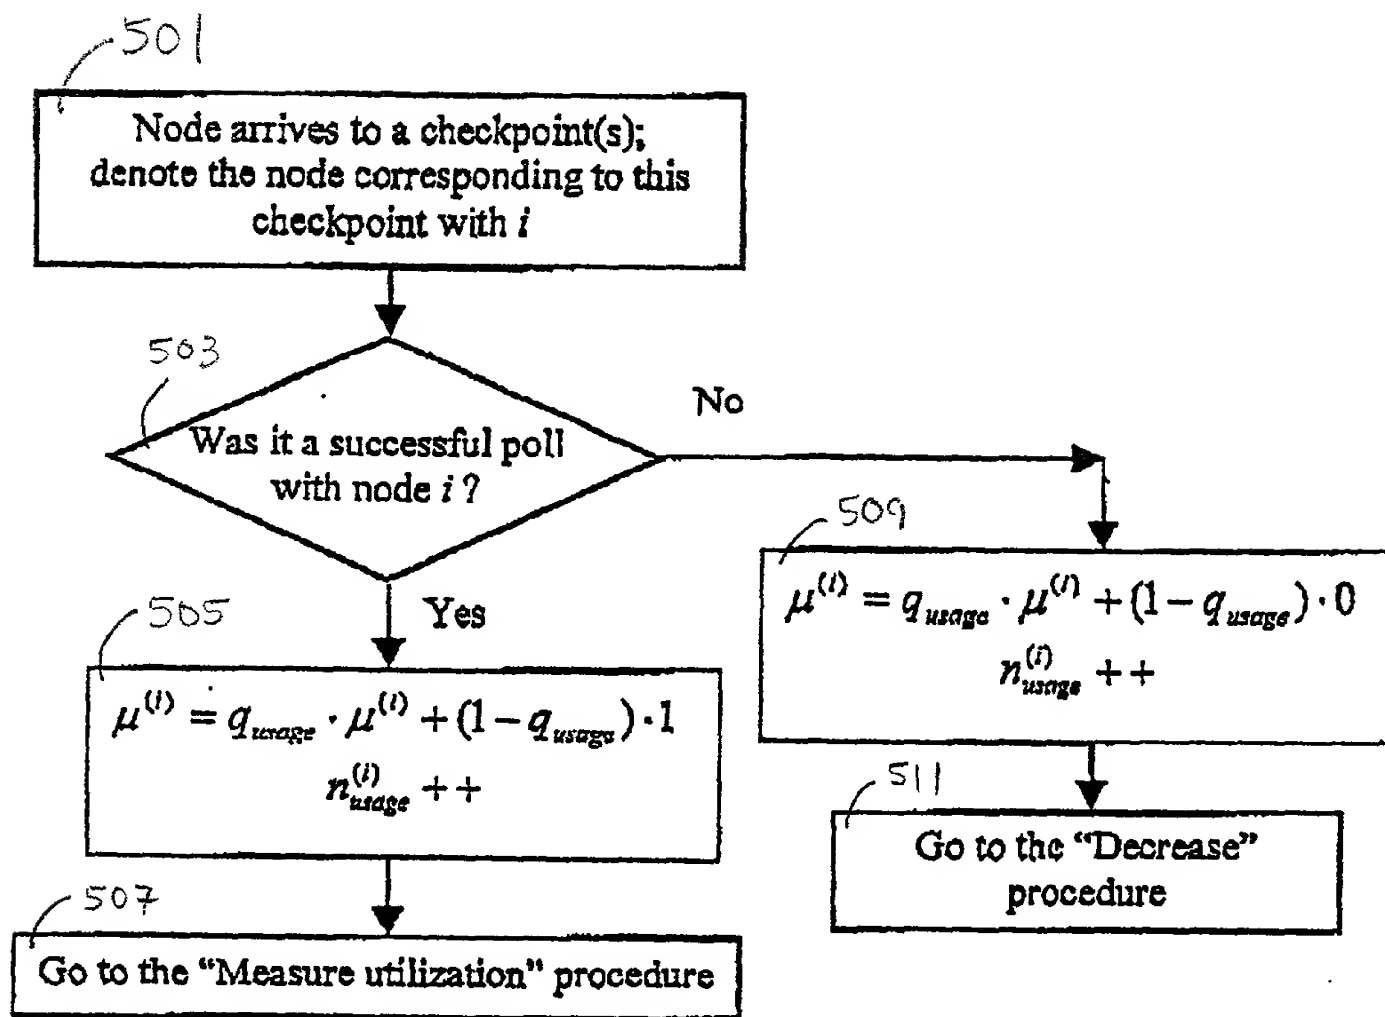 501
Node arrives to a checkpoint(s);
denote the node corresponding to this
checkpoint with i
503
Was it a successful poll
with node i ?
No
Yes
505
μ^(i) = q_usage · μ^(i) + (1 − q_usage) · 1
n_usage^(i) + +
507
Go to the “Measure utilization” procedure
509
μ^(i) = q_usage · μ^(i) + (1 − q_usage) · 0
n_usage^(i) + +
511
Go to the “Decrease”
procedure